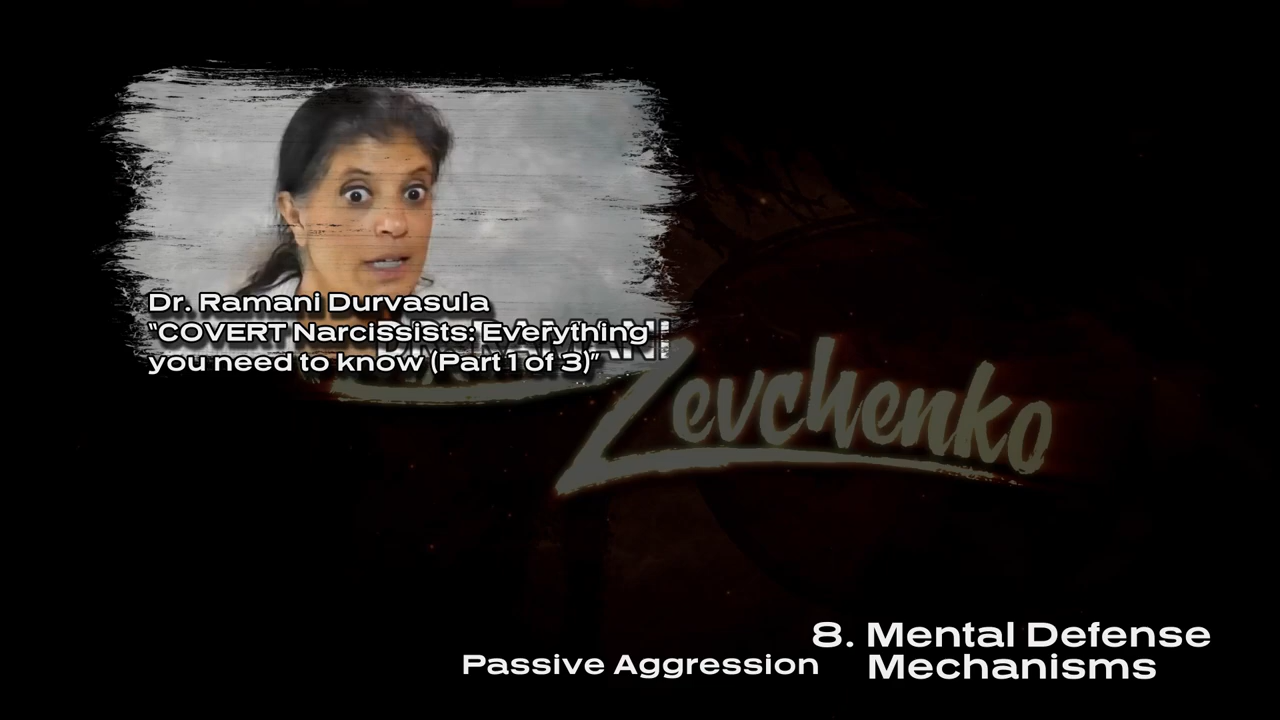 Dr. Ramani Durvasula
“COVERT Narcissists: Everything
you need to know (Part 1 of 3)”
Zevchenko
8. Mental Defense
Mechanisms
Passive Aggression